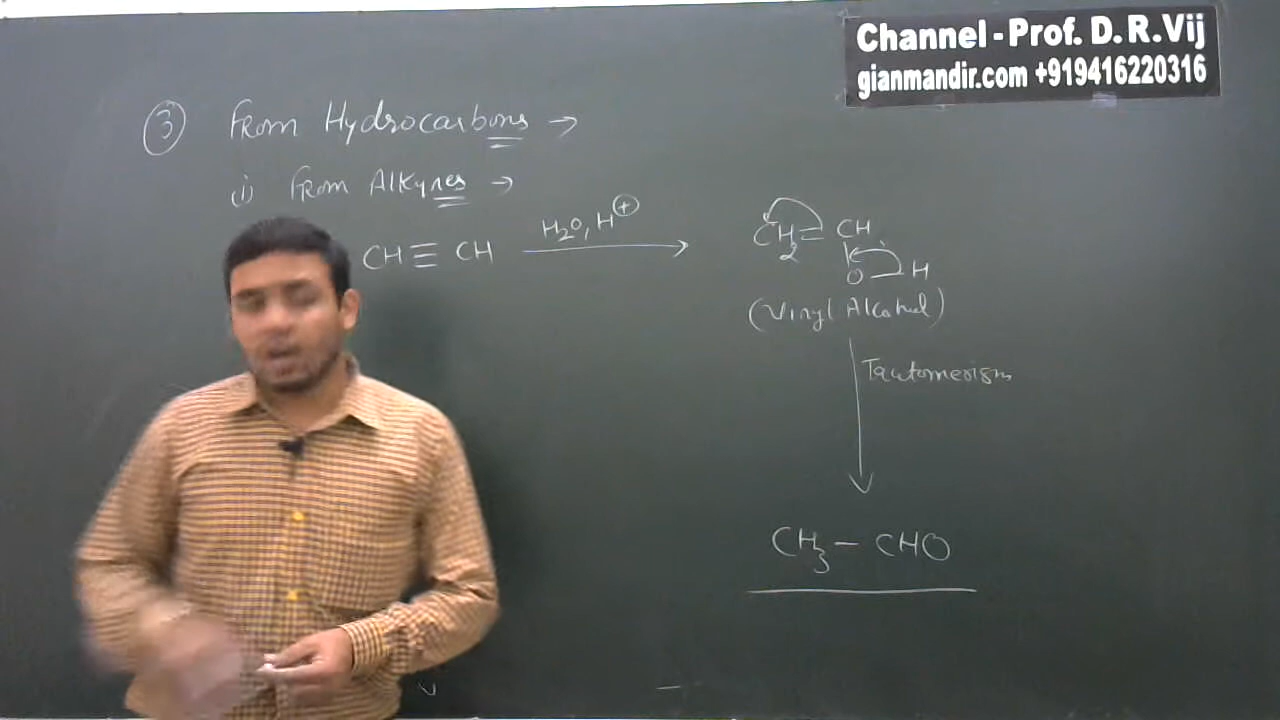 Channel - Prof. D. R. Vij
gianmandir.com +919416220316
③ From Hydrocarbons →
(i) From Alkynes →
CH ≡ CH H₂O, H⊕ → CH₂ = CH
O – H
(Vinyl Alcohol)
Tautomerism
CH₃ – CHO